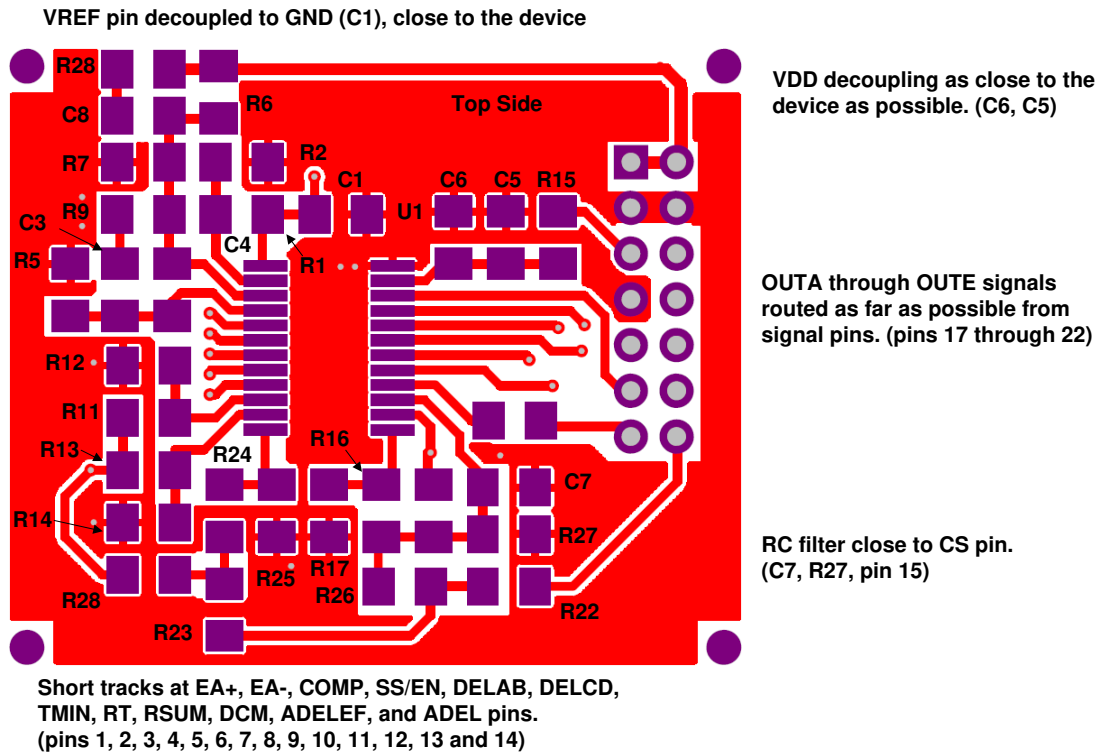 VREF pin decoupled to GND (C1), close to the device
R28
C8
R6
Top Side
VDD decoupling as close to the
device as possible. (C6, C5)
R7
R2
C1
C6
C5
R15
R9
C3
U1
C4
R5
R1
OUTA through OUTE signals
routed as far as possible from
signal pins. (pins 17 through 22)
R12
R11
R13
R24
R16
C7
R14
R27
R25
R17
R28
R26
R22
R23
RC filter close to CS pin.
(C7, R27, pin 15)
Short tracks at EA+, EA-, COMP, SS/EN, DELAB, DELCD,
TMIN, RT, RSUM, DCM, ADELEF, and ADEL pins.
(pins 1, 2, 3, 4, 5, 6, 7, 8, 9, 10, 11, 12, 13 and 14)